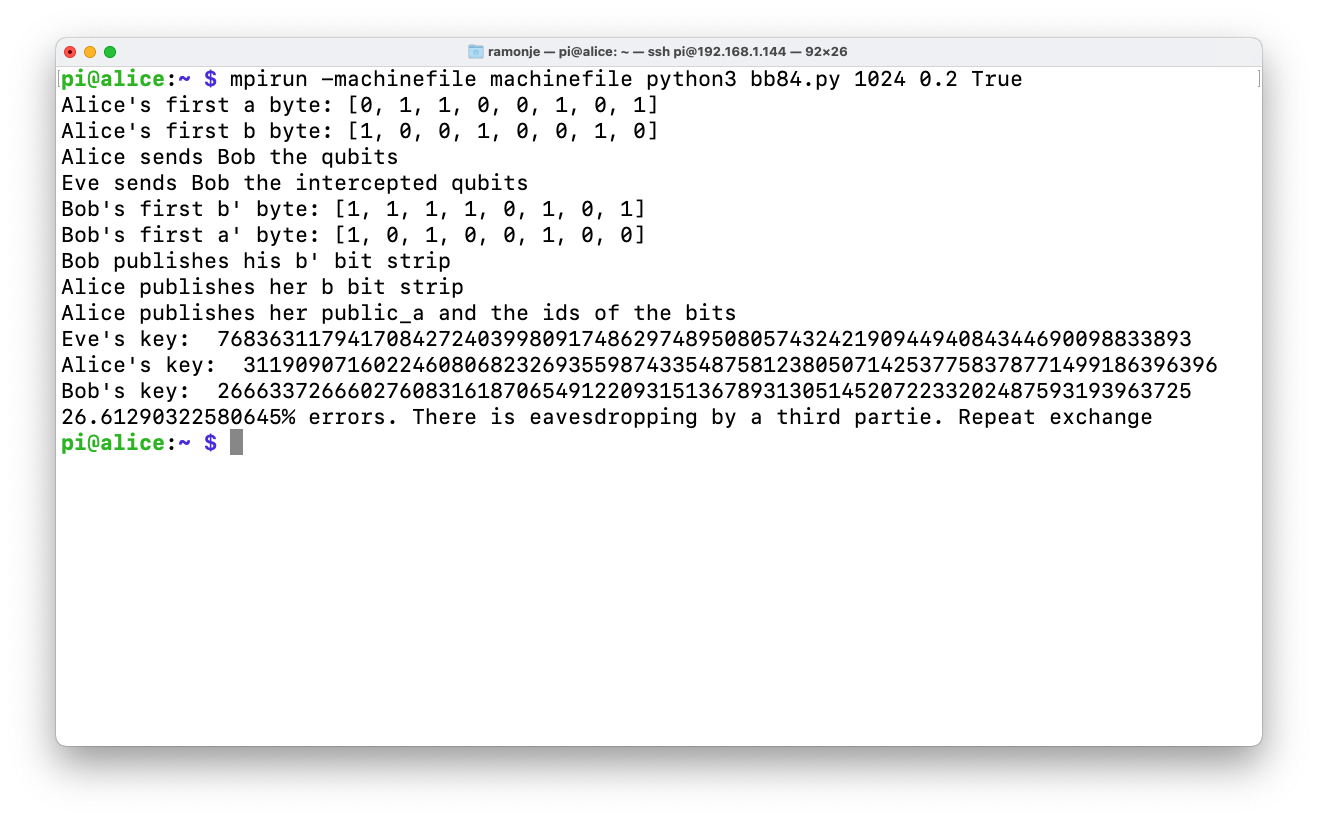 ramonje — pi@alice: ~ — ssh pi@192.168.1.144 — 92×26
pi@alice:~ $ mpirun -machinefile machinefile python3 bb84.py 1024 0.2 True
Alice's first a byte: [0, 1, 1, 0, 0, 1, 0, 1]
Alice's first b byte: [1, 0, 0, 1, 0, 0, 1, 0]
Alice sends Bob the qubits
Eve sends Bob the intercepted qubits
Bob's first b' byte: [1, 1, 1, 1, 0, 1, 0, 1]
Bob's first a' byte: [1, 0, 1, 0, 0, 1, 0, 0]
Bob publishes his b' bit strip
Alice publishes her b bit strip
Alice publishes her public_a and the ids of the bits
Eve's key:  768363117941708427240399809174862974895080574324219094494084344690098833893
Alice's key:  311909071602246080682326935598743354875812380507142537758378771499186396396
Bob's key:  266633726660276083161870654912209315136789313051452072233202487593193963725
26.61290322580645% errors. There is eavesdropping by a third partie. Repeat exchange
pi@alice:~ $